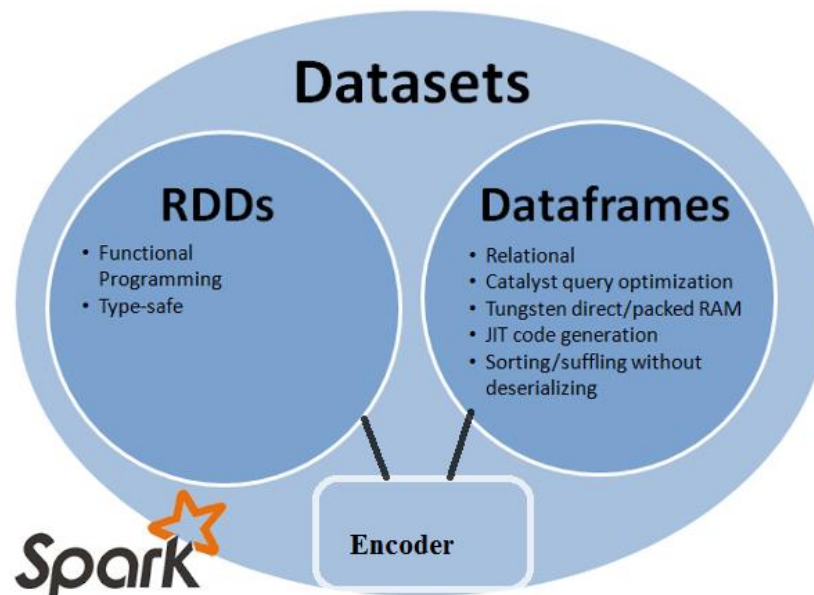 Datasets
RDDs
• Functional
Programming
• Type-safe
Dataframes
• Relational
• Catalyst query optimization
• Tungsten direct/packed RAM
• JIT code generation
• Sorting/suffling without
deserializing
Encoder
Spark